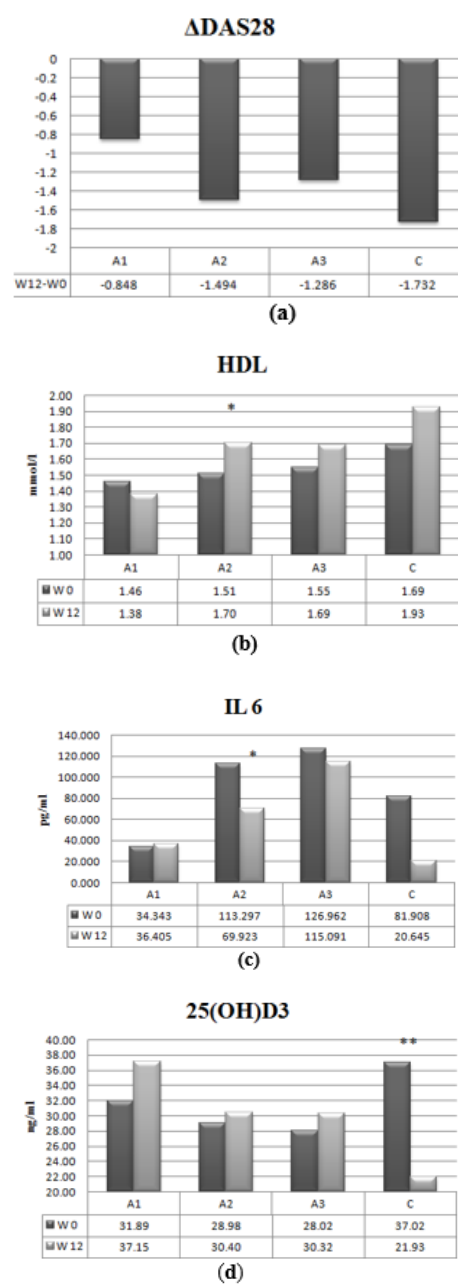 ΔDAS28
0
-0.2
-0.4
-0.6
-0.8
-1
-1.2
-1.4
-1.6
-1.8
-2
A1 A2 A3 C
W12-W0 -0.848 -1.494 -1.286 -1.732
(a)
HDL
mmol/l
2.00
1.90
1.80
1.70
1.60
1.50
1.40
1.30
1.20
1.10
1.00
*
A1 A2 A3 C
W 0 1.46 1.51 1.55 1.69
W 12 1.38 1.70 1.69 1.93
(b)
IL 6
pg/ml
140.000
120.000
100.000
80.000
60.000
40.000
20.000
0.000
*
A1 A2 A3 C
W 0 34.343 113.297 126.962 81.908
W 12 36.405 69.923 115.091 20.645
(c)
25(OH)D3
ng/ml
40.00
38.00
36.00
34.00
32.00
30.00
28.00
26.00
24.00
22.00
20.00
**
A1 A2 A3 C
W 0 31.89 28.98 28.02 37.02
W 12 37.15 30.40 30.32 21.93
(d)